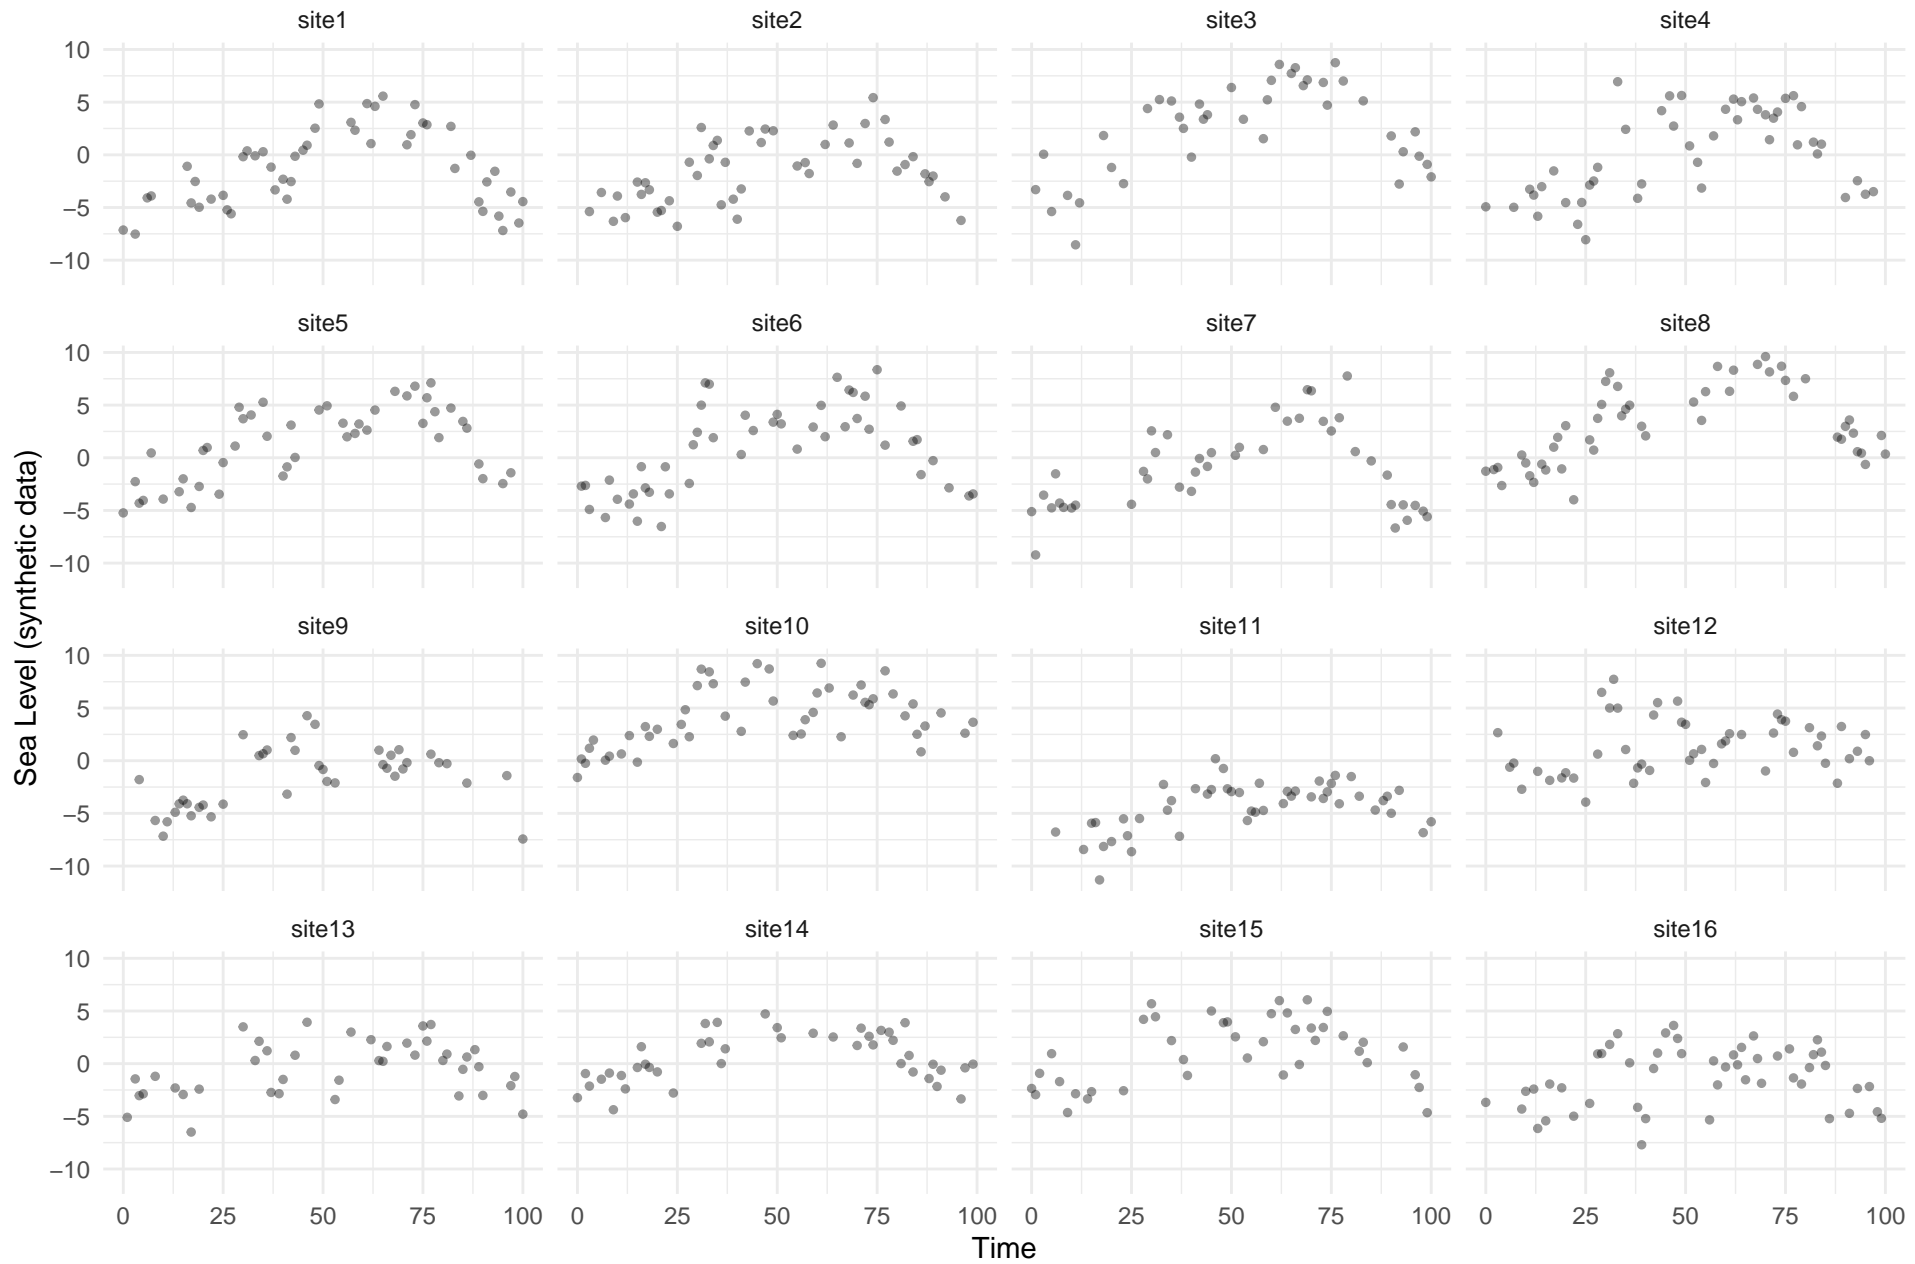 site1 site2 site3 site4
10
5
0
−5
−10
site5 site6 site7 site8
10
5
0
−5
−10
site9 site10 site11 site12
10
5
0
−5
−10
site13 site14 site15 site16
10
5
0
−5
−10
0 25 50 75 100 0 25 50 75 100 0 25 50 75 100 0 25 50 75 100
Time
Sea Level (synthetic data)